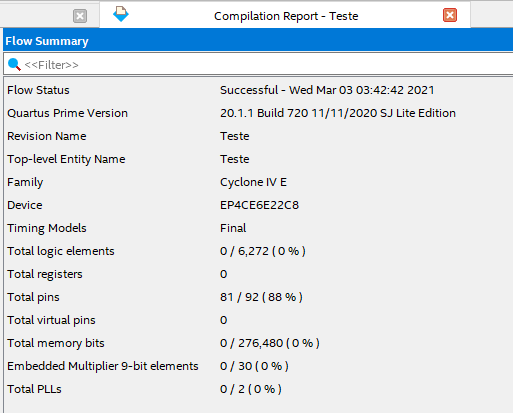 Compilation Report - Teste
Flow Summary
<<Filter>>
Flow Status Successful - Wed Mar 03 03:42:42 2021
Quartus Prime Version 20.1.1 Build 720 11/11/2020 SJ Lite Edition
Revision Name Teste
Top-level Entity Name Teste
Family Cyclone IV E
Device EP4CE6E22C8
Timing Models Final
Total logic elements 0 / 6,272 ( 0 % )
Total registers 0
Total pins 81 / 92 ( 88 % )
Total virtual pins 0
Total memory bits 0 / 276,480 ( 0 % )
Embedded Multiplier 9-bit elements 0 / 30 ( 0 % )
Total PLLs 0 / 2 ( 0 % )